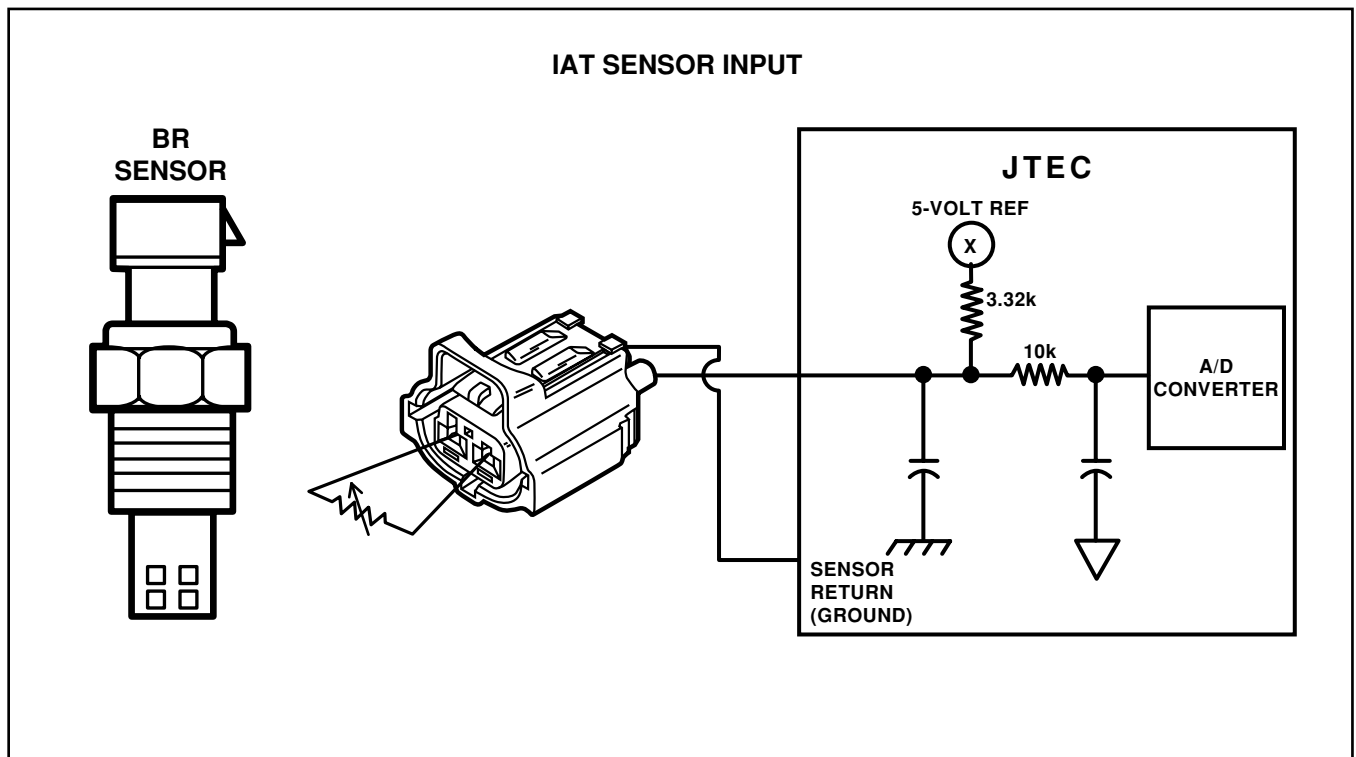 IAT SENSOR INPUT
BR
SENSOR
JTEC
5-VOLT REF
X
3.32k
10k
A/D
CONVERTER
SENSOR
RETURN
(GROUND)